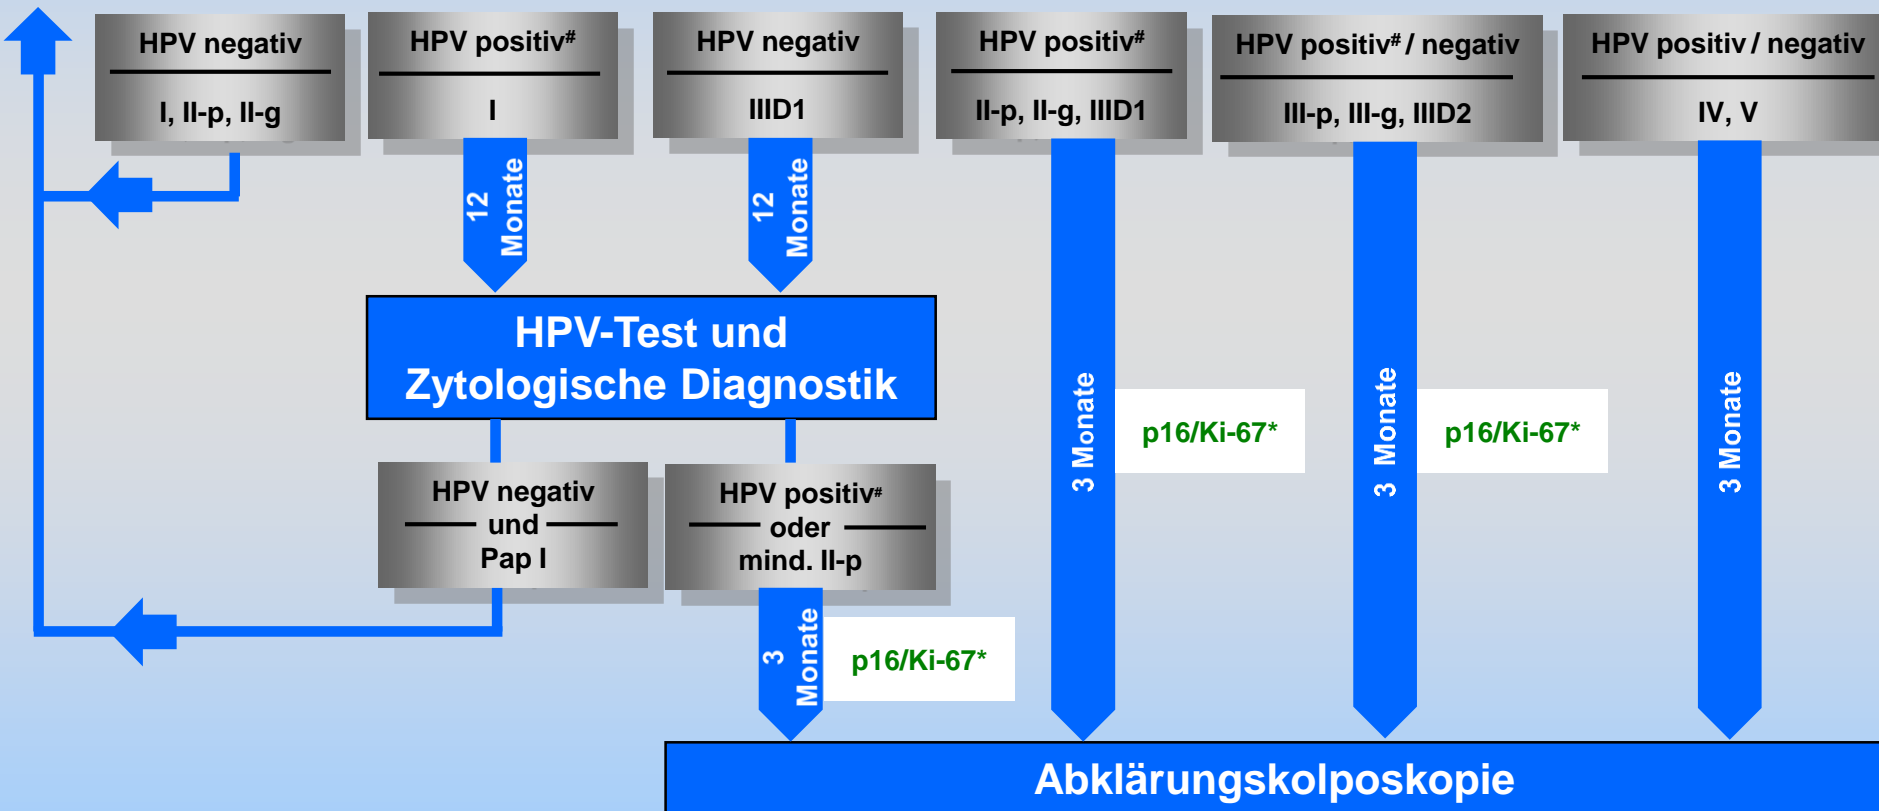 HPV negativ
I, II-p, II-g
HPV positiv#
I
HPV negativ
IIID1
HPV positiv#
II-p, II-g, IIID1
HPV positiv# / negativ
III-p, III-g, IIID2
HPV positiv / negativ
IV, V
12
Monate
12
Monate
HPV-Test und
Zytologische Diagnostik
3 Monate
p16/Ki-67*
3 Monate
p16/Ki-67*
3 Monate
HPV negativ
und
Pap I
HPV positiv#
oder
mind. II-p
3
Monate
p16/Ki-67*
Abklärungskolposkopie